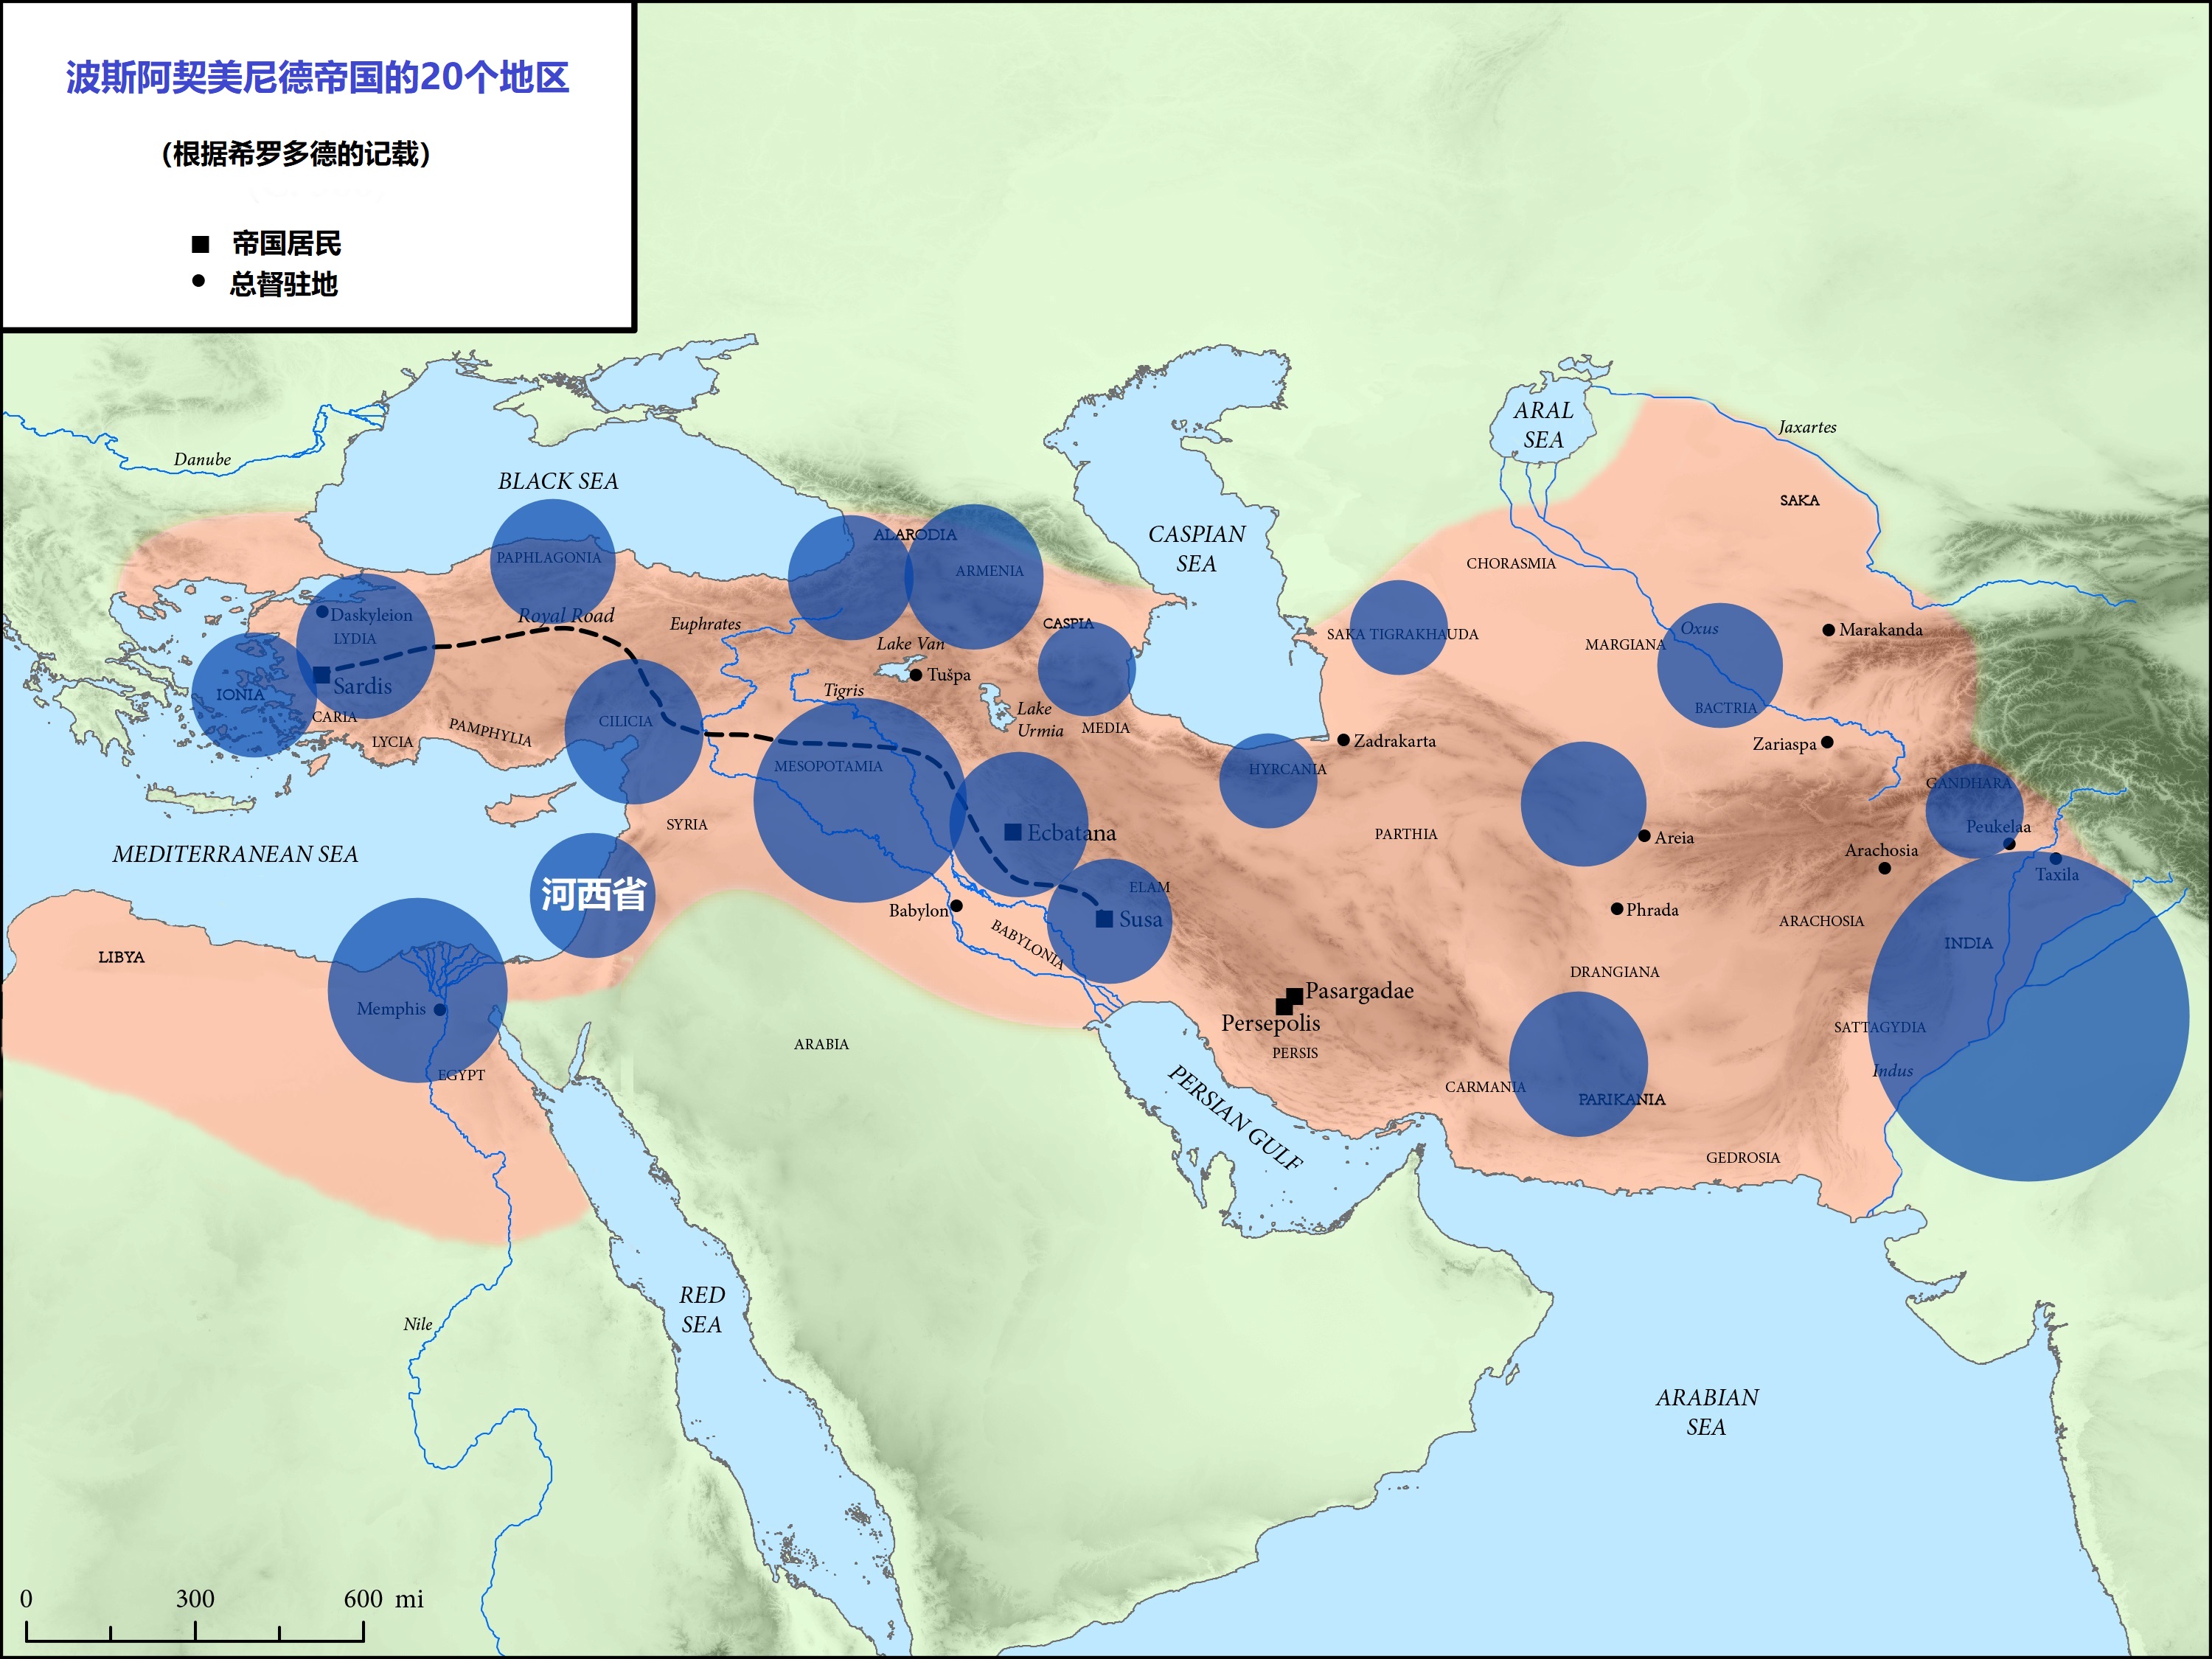 波斯阿契美尼德帝国的20个地区
（根据希罗多德的记载）
■ 帝国居民
● 总督驻地
ARAL
SEA
Jaxartes
Danube
BLACK SEA
SAKA
CASPIAN
SEA
ALARODIA
PAPHLAGONIA
CHORASMIA
ARMENIA
Daskyleion
Royal Road
Euphrates
CASPIA
LYDIA
SAKA TIGRAKHAUDA
Oxus
Marakanda
Lake Van
MARGIANA
Tušpa
Sardis
IONIA
Tigris
CARIA
CILICIA
Lake
Urmia
BACTRIA
PAMPHYLIA
LYCIA
MEDIA
Zadrakarta
Zariaspa
MESOPOTAMIA
HYRCANIA
GANDHARA
SYRIA
Ecbatana
PARTHIA
Areia
Peukelaa
MEDITERRANEAN SEA
Arachosia
Taxila
河西省
ELAM
Babylon
Susa
Phrada
ARACHOSIA
BABYLONIA
INDIA
LIBYA
DRANGIANA
Pasargadae
Memphis
Persepolis
SATTAGYDIA
ARABIA
PERSIS
Indus
EGYPT
CARMANIA
PARIKANIA
PERSIAN GULF
GEDROSIA
RED
SEA
Nile
ARABIAN
SEA
0 300 600 mi